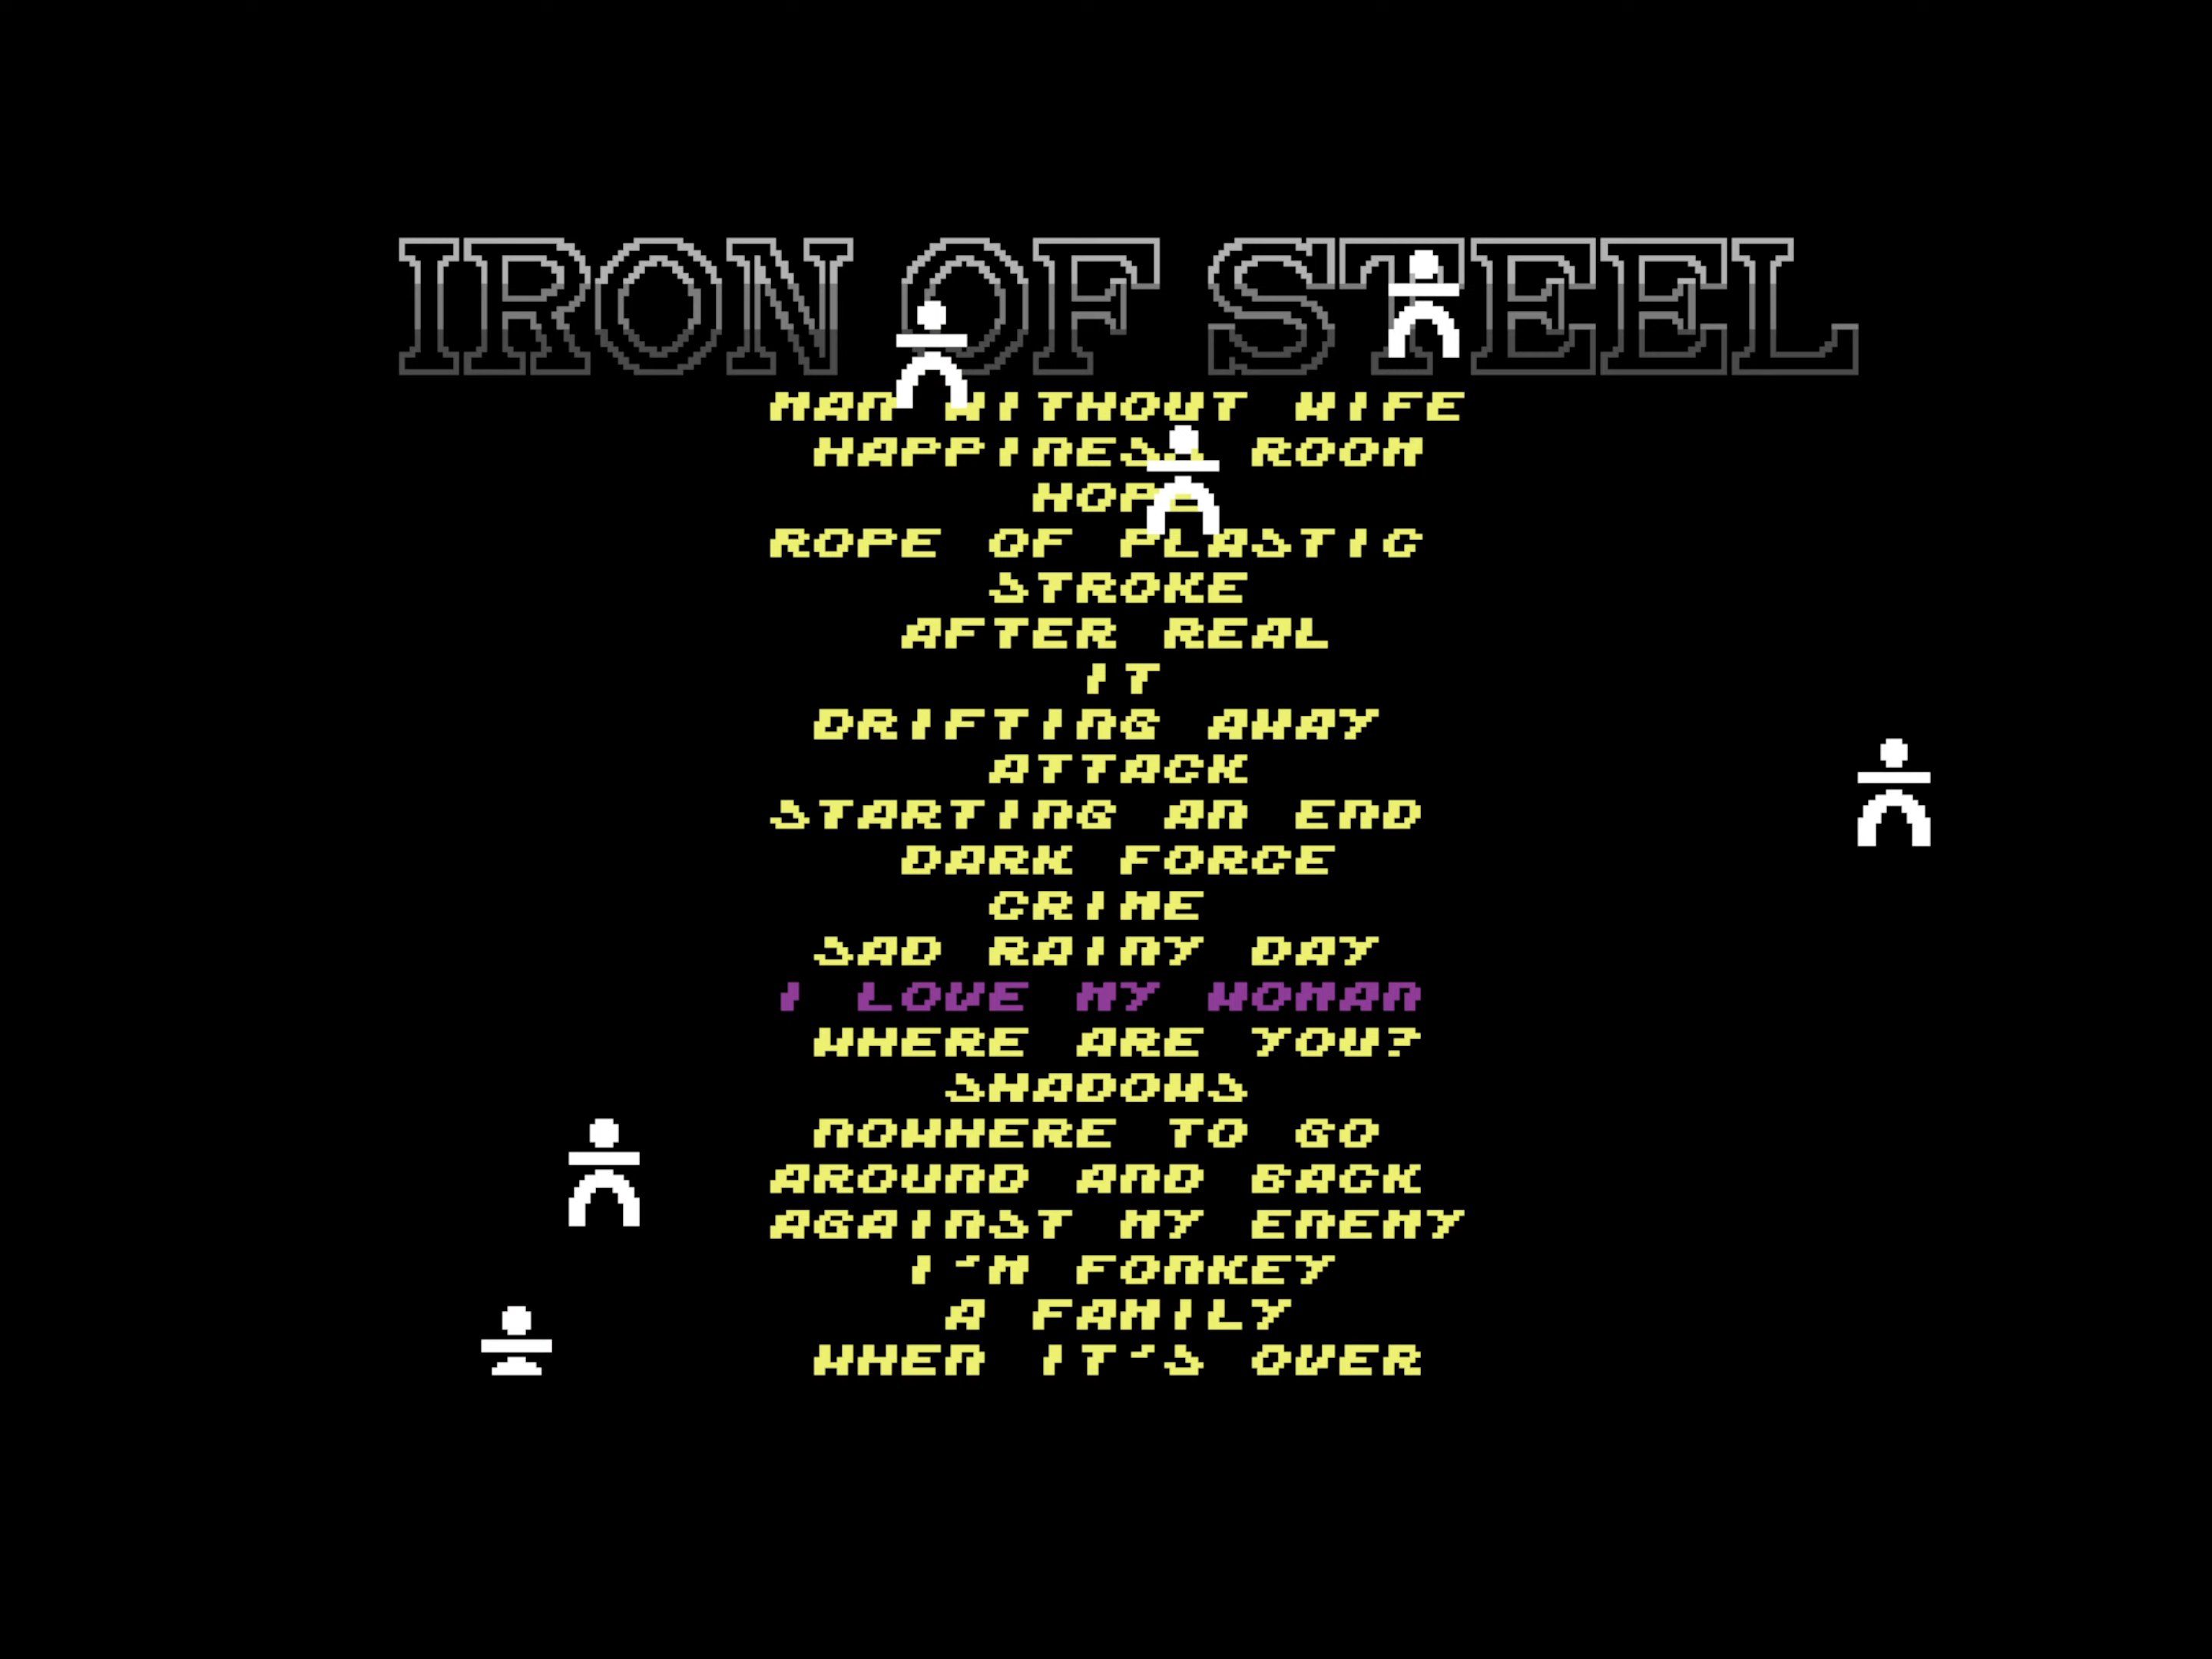 IRON OF STEEL
MAN WITHOUT WIFE
HAPPINESS ROOM
HOPE
ROPE OF PLASTIC
STROKE
AFTER REAL
IT
DRIFTING AWAY
ATTACK
STARTING AN END
DARK FORCE
CRIME
SAD RAINY DAY
I LOVE MY WOMAN
WHERE ARE YOU?
SHADOWS
NOWHERE TO GO
AROUND AND BACK
AGAINST MY ENEMY
I'M FONKEY
A FAMILY
WHEN IT'S OVER